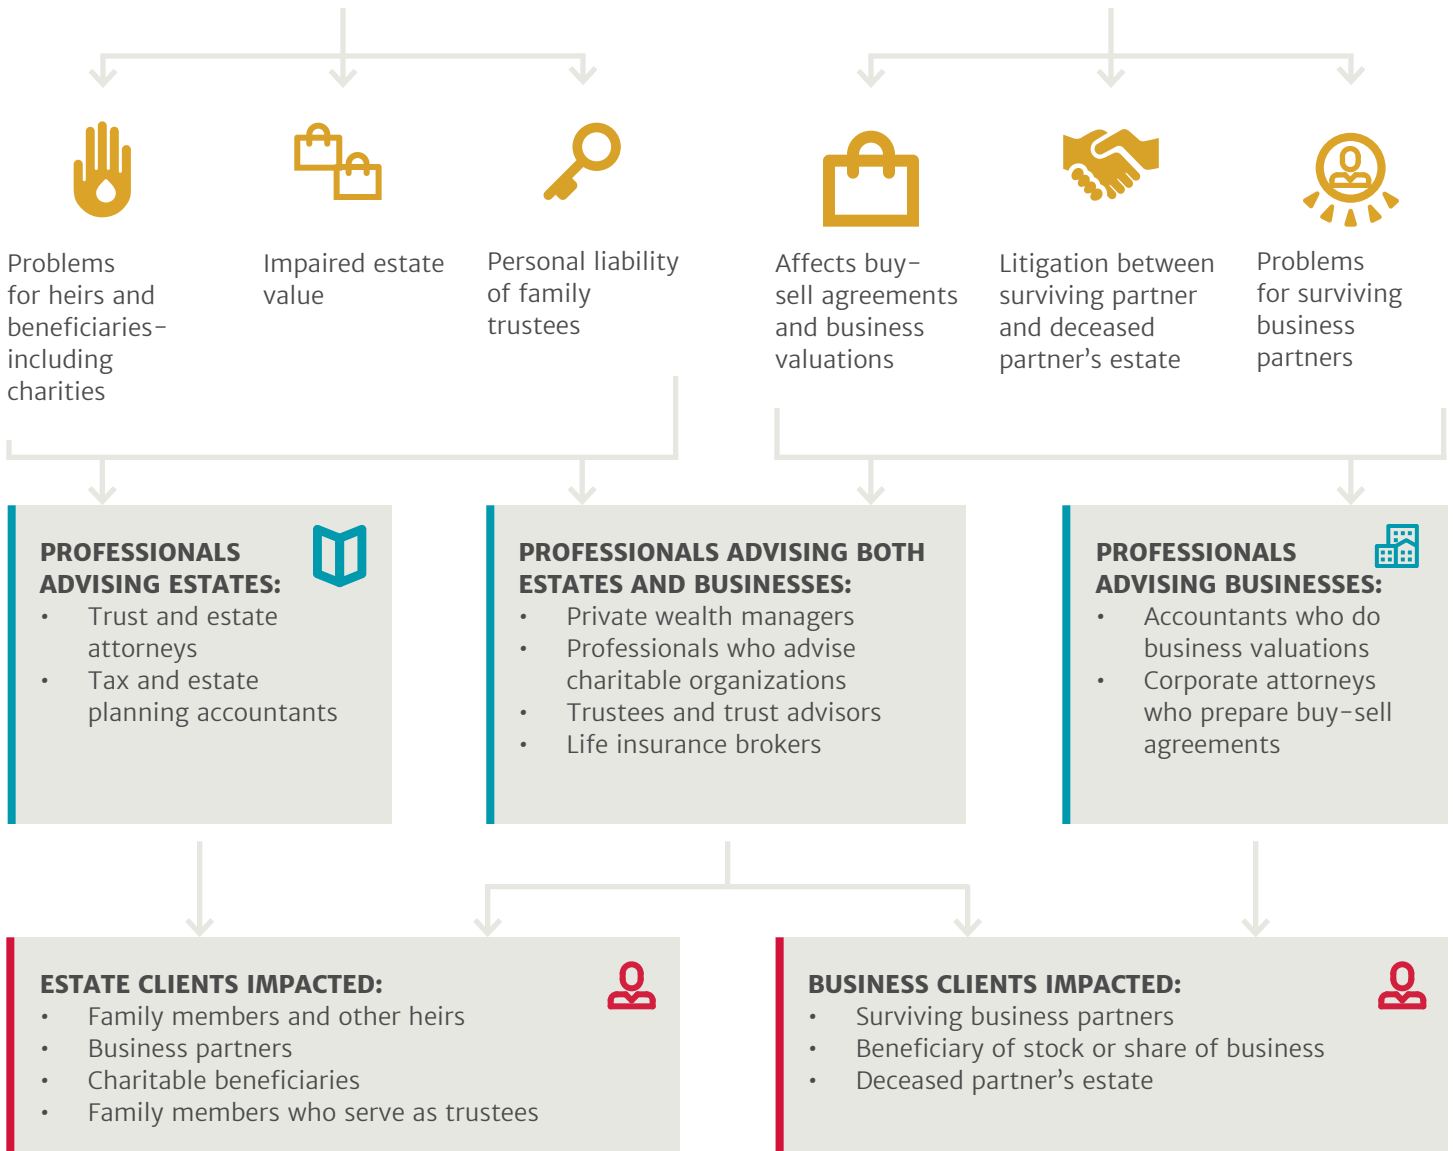 Problems
for heirs and
beneficiaries-
including
charities
Impaired estate
value
Personal liability
of family
trustees
Affects buy-
sell agreements
and business
valuations
Litigation between
surviving partner
and deceased
partner's estate
Problems
for surviving
business
partners
PROFESSIONALS
ADVISING ESTATES:
• Trust and estate
attorneys
• Tax and estate
planning accountants
PROFESSIONALS ADVISING BOTH
ESTATES AND BUSINESSES:
• Private wealth managers
• Professionals who advise
charitable organizations
• Trustees and trust advisors
• Life insurance brokers
PROFESSIONALS
ADVISING BUSINESSES:
• Accountants who do
business valuations
• Corporate attorneys
who prepare buy-sell
agreements
ESTATE CLIENTS IMPACTED:
• Family members and other heirs
• Business partners
• Charitable beneficiaries
• Family members who serve as trustees
BUSINESS CLIENTS IMPACTED:
• Surviving business partners
• Beneficiary of stock or share of business
• Deceased partner's estate